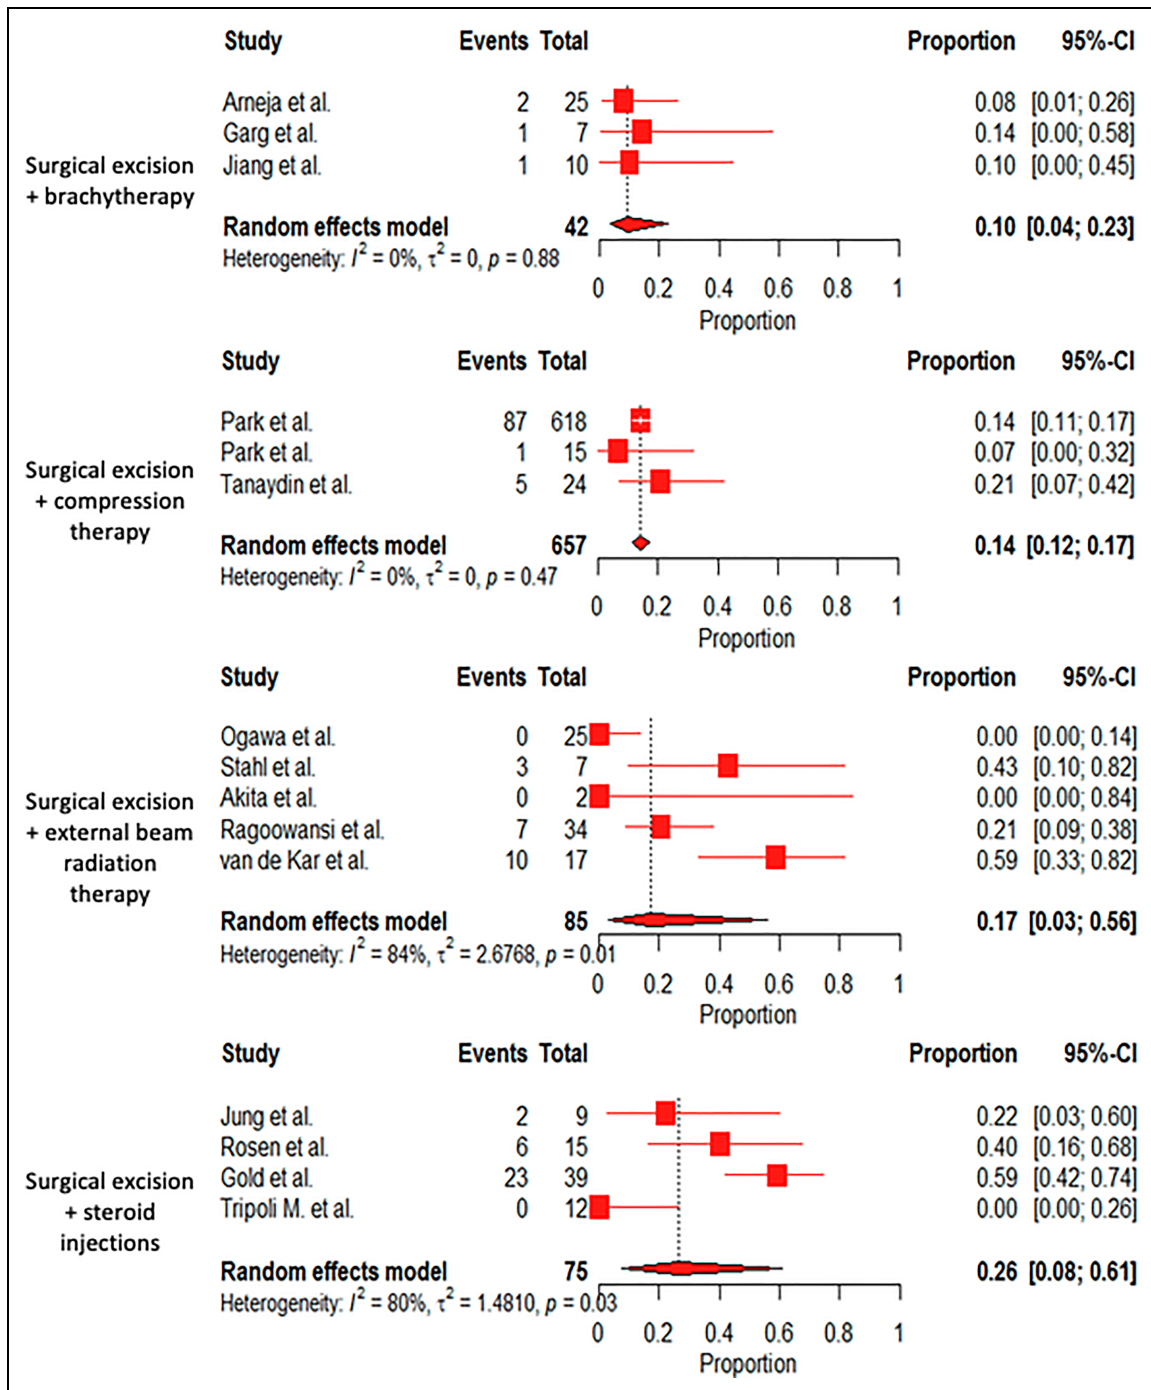 Study Events Total Proportion 95%-CI
Arneja et al. 2 25 0.08 [0.01; 0.26]
Garg et al. 1 7 0.14 [0.00; 0.58]
Jiang et al. 1 10 0.10 [0.00; 0.45]
Surgical excision
+ brachytherapy
Random effects model 42 0.10 [0.04; 0.23]
Heterogeneity: I² = 0%, τ² = 0, p = 0.88
0 0.2 0.4 0.6 0.8 1
Proportion
Study Events Total Proportion 95%-CI
Park et al. 87 618 0.14 [0.11; 0.17]
Park et al. 1 15 0.07 [0.00; 0.32]
Tanaydin et al. 5 24 0.21 [0.07; 0.42]
Surgical excision
+ compression
therapy
Random effects model 657 0.14 [0.12; 0.17]
Heterogeneity: I² = 0%, τ² = 0, p = 0.47
0 0.2 0.4 0.6 0.8 1
Proportion
Study Events Total Proportion 95%-CI
Ogawa et al. 0 25 0.00 [0.00; 0.14]
Stahl et al. 3 7 0.43 [0.10; 0.82]
Akita et al. 0 2 0.00 [0.00; 0.84]
Ragoowansi et al. 7 34 0.21 [0.09; 0.38]
van de Kar et al. 10 17 0.59 [0.33; 0.82]
Surgical excision
+ external beam
radiation
therapy
Random effects model 85 0.17 [0.03; 0.56]
Heterogeneity: I² = 84%, τ² = 2.6768, p = 0.01
0 0.2 0.4 0.6 0.8 1
Proportion
Study Events Total Proportion 95%-CI
Jung et al. 2 9 0.22 [0.03; 0.60]
Rosen et al. 6 15 0.40 [0.16; 0.68]
Gold et al. 23 39 0.59 [0.42; 0.74]
Tripoli M. et al. 0 12 0.00 [0.00; 0.26]
Surgical excision
+ steroid
injections
Random effects model 75 0.26 [0.08; 0.61]
Heterogeneity: I² = 80%, τ² = 1.4810, p = 0.03
0 0.2 0.4 0.6 0.8 1
Proportion